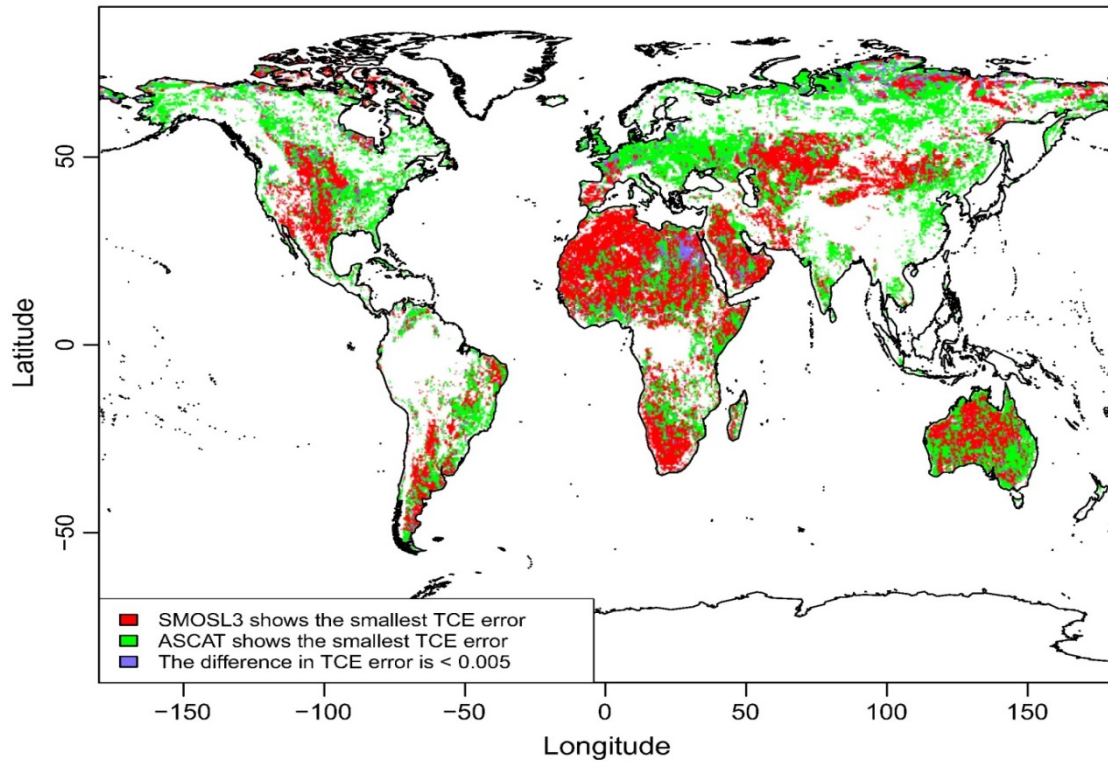 50
0
−50
Latitude
SMOSL3 shows the smallest TCE error
ASCAT shows the smallest TCE error
The difference in TCE error is < 0.005
−150 −100 −50 0 50 100 150
Longitude